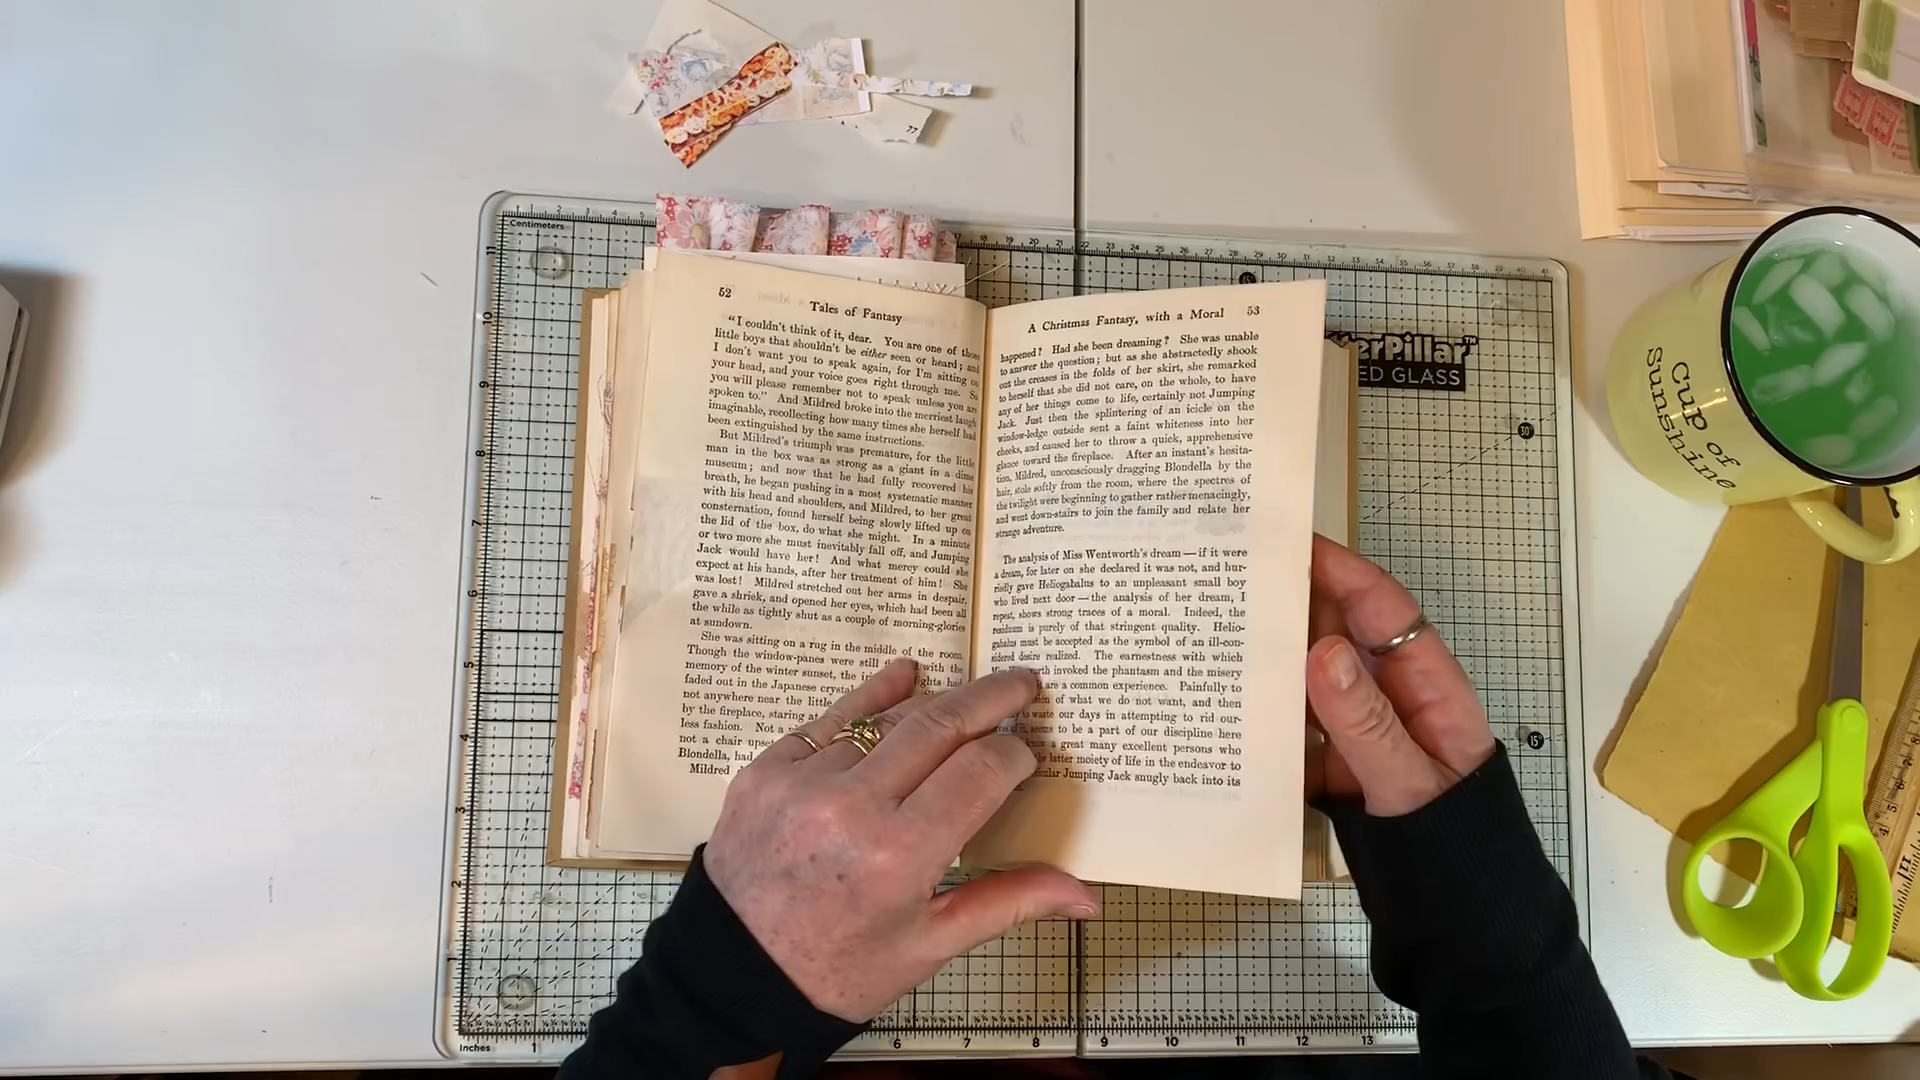 77
Centimeters
52
Tales of Fantasy
"I couldn't think of it, dear. You are one of those
little boys that shouldn't be either seen or heard; and
I don't want you to speak again, for I'm sitting on
your head, and your voice goes right through me. So
you will please remember not to speak unless you are
spoken to." And Mildred broke into the merriest laugh
imaginable, recollecting how many times she herself had
been extinguished by the same instructions.
But Mildred's triumph was premature, for the little
man in the box was as strong as a giant in a dime
museum; and now that he had fully recovered his
breath, he began pushing in a most systematic manner
with his head and shoulders, and Mildred, to her great
consternation, found herself being slowly lifted up on
the lid of the box, do what she might. In a minute
or two more she must inevitably fall off, and Jumping
Jack would have her! And what mercy could she
expect at his hands, after her treatment of him! She
was lost! Mildred stretched out her arms in despair,
gave a shriek, and opened her eyes, which had been all
the while as tightly shut as a couple of morning-glories
at sundown.
She was sitting on a rug in the middle of the room.
Though the window-panes were still with the
memory of the winter sunset, the lights had
faded out in the Japanese
not anywhere near the little
by the fireplace, staring at
less fashion. Not a
not a chair
Blondella, had
Mildred
A Christmas Fantasy, with a Moral 53
happened? Had she been dreaming? She was unable
to answer the question; but as she abstractedly shook
out the creases in the folds of her skirt, she remarked
to herself that she did not care, on the whole, to have
any of her things come to life, certainly not Jumping
Jack. Just then the splintering of an icicle on the
window-ledge outside sent a faint whiteness into her
cheeks, and caused her to throw a quick, apprehensive
glance toward the fireplace. After an instant's hesita-
tion, Mildred, unconsciously dragging Blondella by the
hair, stole softly from the room, where the spectres of
the twilight were beginning to gather rather menacingly,
and went down-stairs to join the family and relate her
strange adventure.
The analysis of Miss Wentworth's dream — if it were
a dream, for later on she declared it was not, and hur-
riedly gave Heliogabalus to an unpleasant small boy
who lived next door — the analysis of her dream, I
repeat, shows strong traces of a moral. Indeed, the
residuum is purely of that stringent quality. Helio-
gabalus must be accepted as the symbol of an ill-con-
sidered desire realized. The earnestness with which
Miss invoked the phantasm and the misery
are a common experience. Painfully to
of what we do not want, and then
to waste our days in attempting to rid our-
of it, seems to be a part of our discipline here
a great many excellent persons who
the latter moiety of life in the endeavor to
Jumping Jack snugly back into its
GLASS
Cup of
Sunshine
Inches